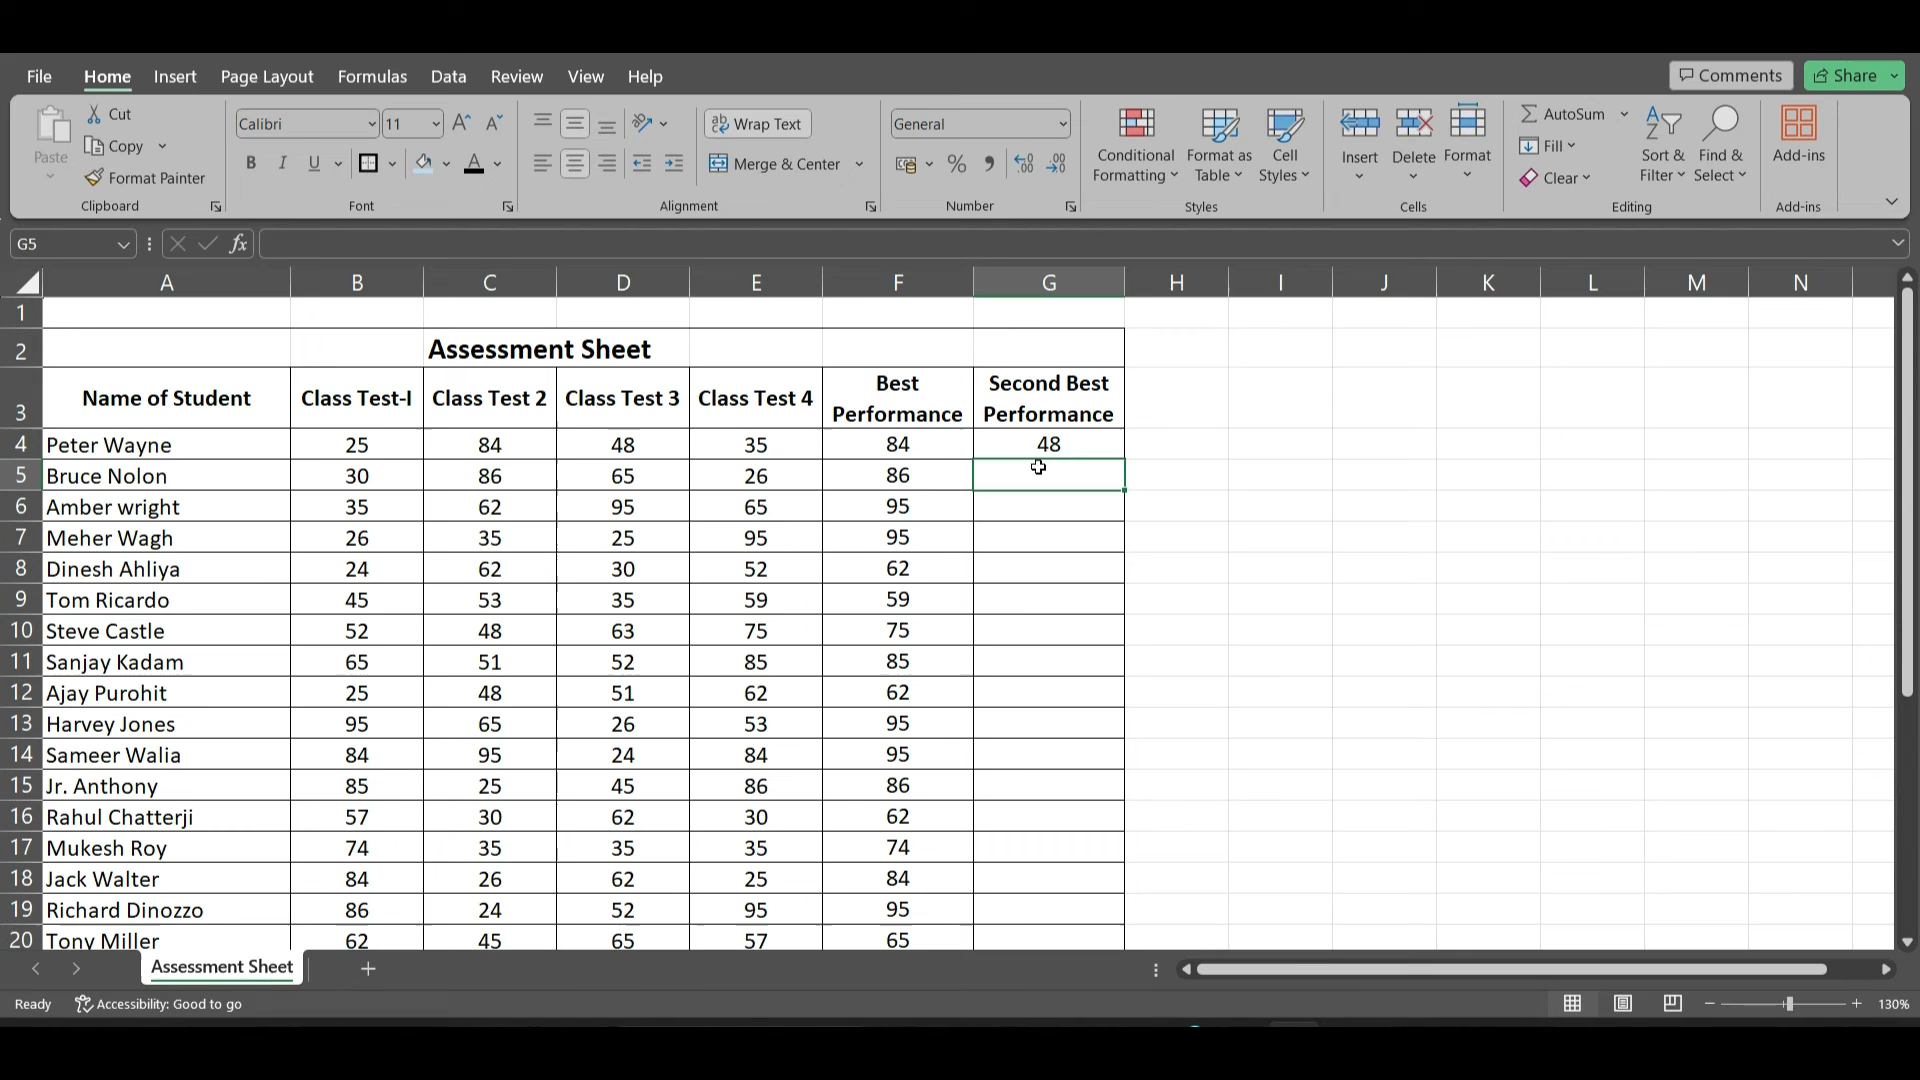 File Home Insert Page Layout Formulas Data Review View Help Comments Share
Cut
Copy
Paste
Format Painter
Clipboard
Calibri 11
B I U A
Font
Wrap Text
Merge & Center
Alignment
General
%
Number
Conditional Formatting
Format as Table
Cell Styles
Styles
Insert Delete Format
Cells
AutoSum
Fill
Clear
Sort & Filter
Find & Select
Editing
Add-ins
Add-ins
G5 fx
A B C D E F G H I J K L M N
1
2 Assessment Sheet
3 Name of Student Class Test-I Class Test 2 Class Test 3 Class Test 4 Best Performance Second Best Performance
4 Peter Wayne 25 84 48 35 84 48
5 Bruce Nolon 30 86 65 26 86
6 Amber wright 35 62 95 65 95
7 Meher Wagh 26 35 25 95 95
8 Dinesh Ahliya 24 62 30 52 62
9 Tom Ricardo 45 53 35 59 59
10 Steve Castle 52 48 63 75 75
11 Sanjay Kadam 65 51 52 85 85
12 Ajay Purohit 25 48 51 62 62
13 Harvey Jones 95 65 26 53 95
14 Sameer Walia 84 95 24 84 95
15 Jr. Anthony 85 25 45 86 86
16 Rahul Chatterji 57 30 62 30 62
17 Mukesh Roy 74 35 35 35 74
18 Jack Walter 84 26 62 25 84
19 Richard Dinozzo 86 24 52 95 95
20 Tony Miller 62 45 65 57 65
Assessment Sheet
Ready Accessibility: Good to go 130%